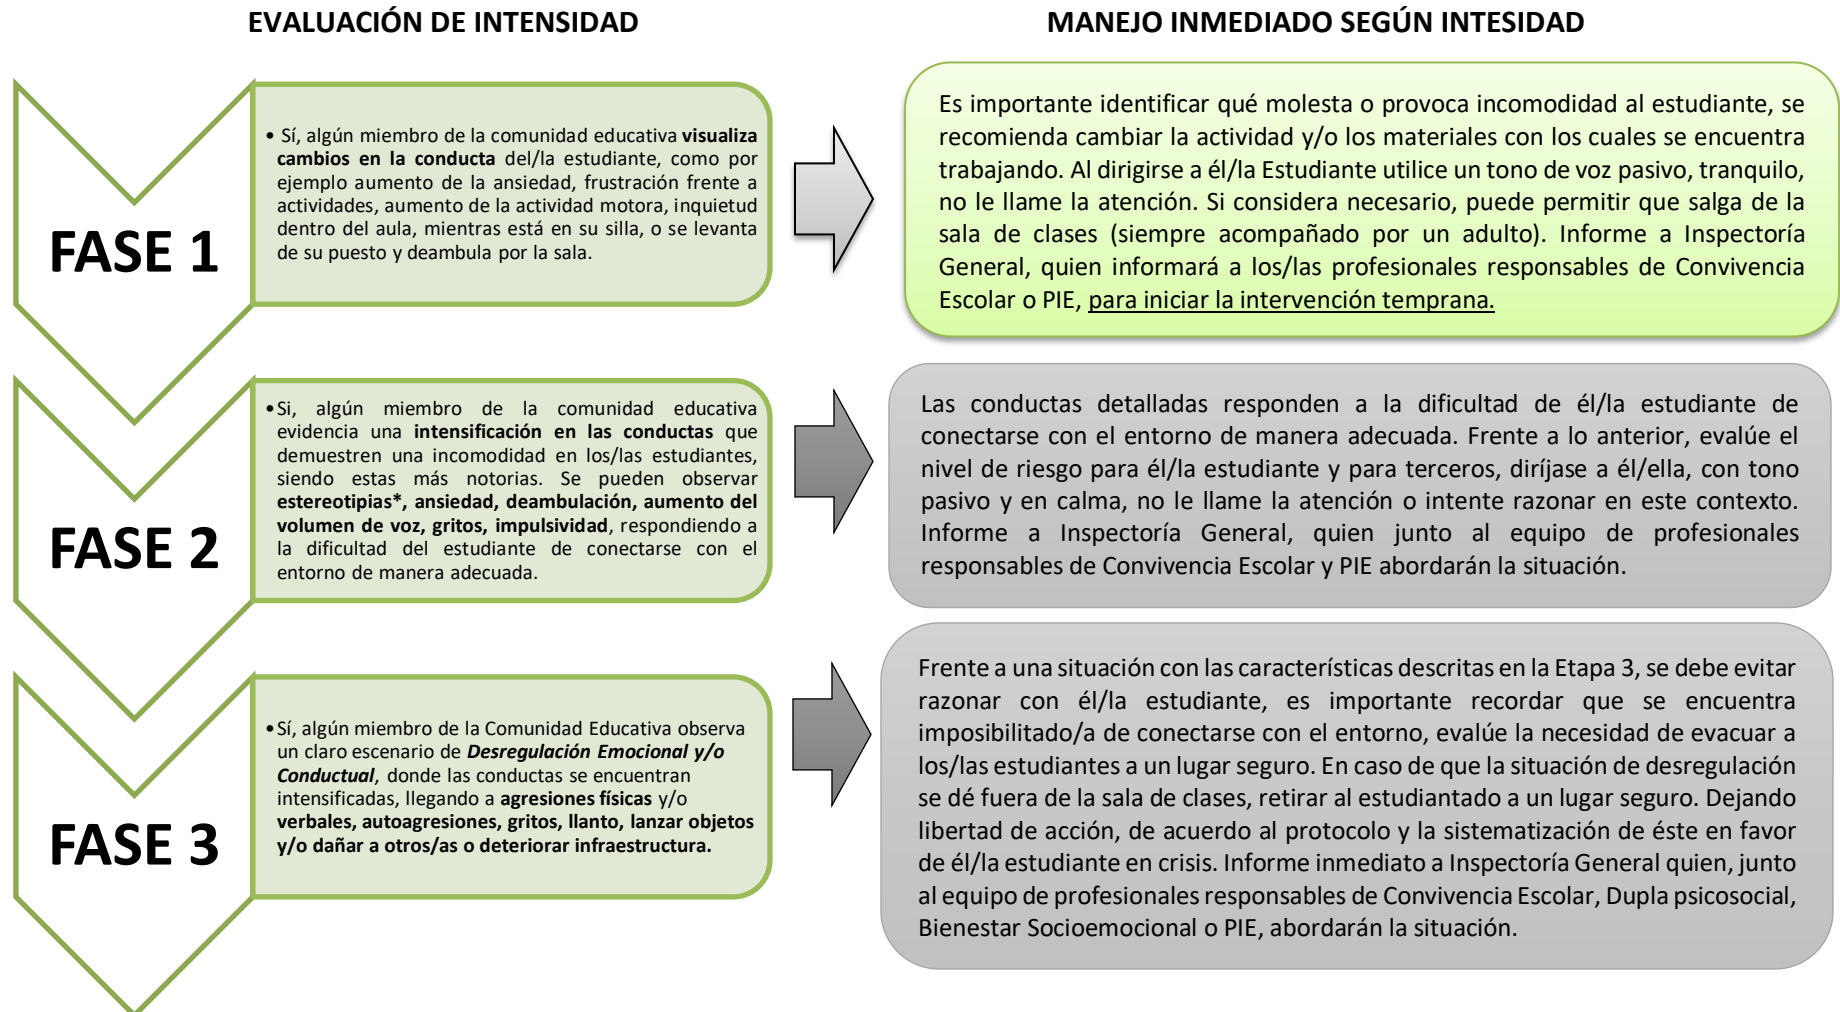 EVALUACIÓN DE INTENSIDAD
MANEJO INMEDIADO SEGÚN INTESIDAD
FASE 1
• Sí, algún miembro de la comunidad educativa visualiza
cambios en la conducta del/la estudiante, como por
ejemplo aumento de la ansiedad, frustración frente a
actividades, aumento de la actividad motora, inquietud
dentro del aula, mientras está en su silla, o se levanta
de su puesto y deambula por la sala.
Es importante identificar qué molesta o provoca incomodidad al estudiante, se
recomienda cambiar la actividad y/o los materiales con los cuales se encuentra
trabajando. Al dirigirse a él/la Estudiante utilice un tono de voz pasivo, tranquilo,
no le llame la atención. Si considera necesario, puede permitir que salga de la
sala de clases (siempre acompañado por un adulto). Informe a Inspectoría
General, quien informará a los/las profesionales responsables de Convivencia
Escolar o PIE, para iniciar la intervención temprana.
FASE 2
•Si, algún miembro de la comunidad educativa
evidencia una intensificación en las conductas que
demuestren una incomodidad en los/las estudiantes,
siendo estas más notorias. Se pueden observar
estereotipias*, ansiedad, deambulación, aumento del
volumen de voz, gritos, impulsividad, respondiendo a
la dificultad del estudiante de conectarse con el
entorno de manera adecuada.
Las conductas detalladas responden a la dificultad de él/la estudiante de
conectarse con el entorno de manera adecuada. Frente a lo anterior, evalúe el
nivel de riesgo para él/la estudiante y para terceros, diríjase a él/ella, con tono
pasivo y en calma, no le llame la atención o intente razonar en este contexto.
Informe a Inspectoría General, quien junto al equipo de profesionales
responsables de Convivencia Escolar y PIE abordarán la situación.
FASE 3
•Sí, algún miembro de la Comunidad Educativa observa
un claro escenario de Desregulación Emocional y/o
Conductual, donde las conductas se encuentran
intensificadas, llegando a agresiones físicas y/o
verbales, autoagresiones, gritos, llanto, lanzar objetos
y/o dañar a otros/as o deteriorar infraestructura.
Frente a una situación con las características descritas en la Etapa 3, se debe evitar
razonar con él/la estudiante, es importante recordar que se encuentra
imposibilitado/a de conectarse con el entorno, evalúe la necesidad de evacuar a
los/las estudiantes a un lugar seguro. En caso de que la situación de desregulación
se dé fuera de la sala de clases, retirar al estudiantado a un lugar seguro. Dejando
libertad de acción, de acuerdo al protocolo y la sistematización de éste en favor
de él/la estudiante en crisis. Informe inmediato a Inspectoría General quien, junto
al equipo de profesionales responsables de Convivencia Escolar, Dupla psicosocial,
Bienestar Socioemocional o PIE, abordarán la situación.